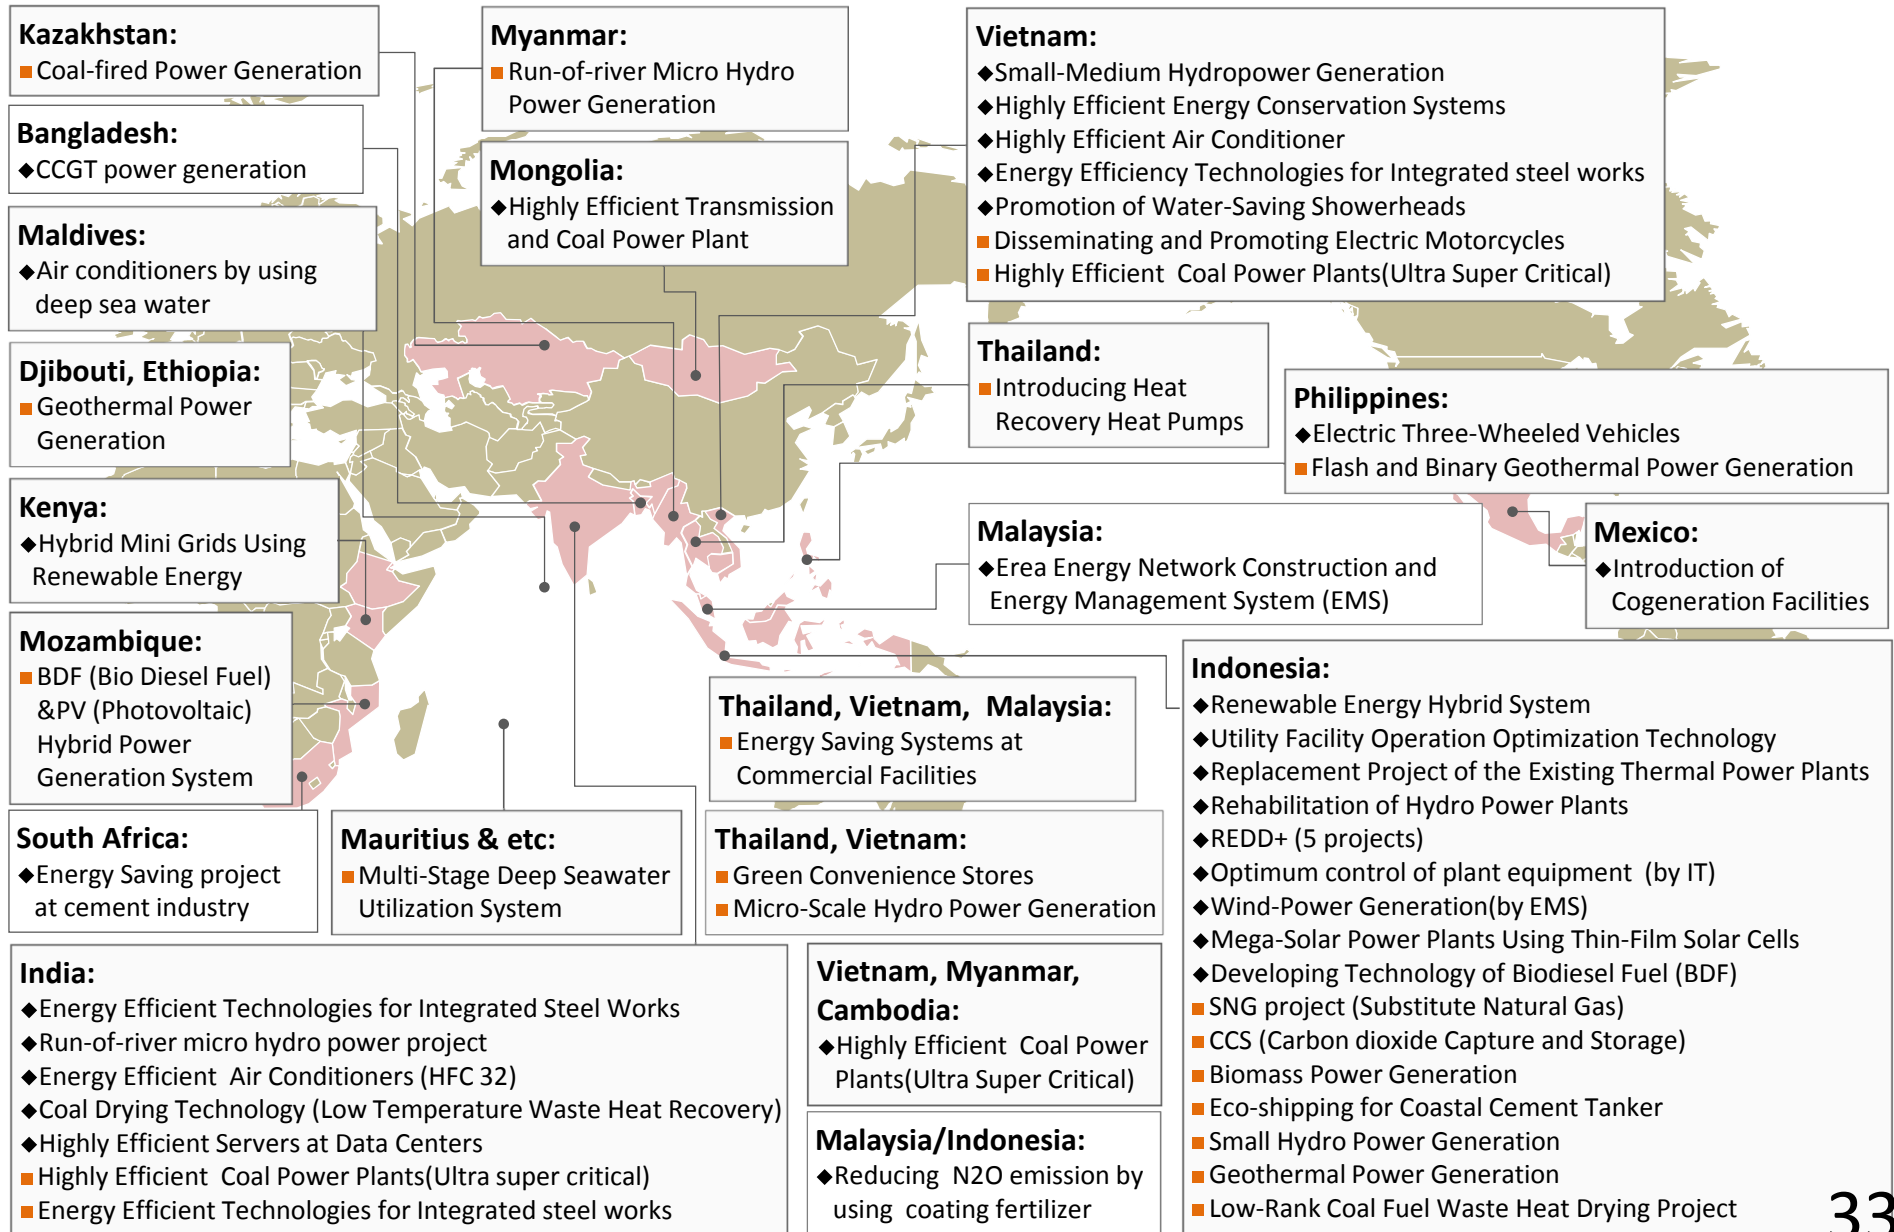 Kazakhstan:
■Coal-fired Power Generation
Bangladesh:
◆CCGT power generation
Maldives:
◆Air conditioners by using
deep sea water
Djibouti, Ethiopia:
■Geothermal Power
Generation
Kenya:
◆Hybrid Mini Grids Using
Renewable Energy
Mozambique:
■BDF (Bio Diesel Fuel)
&PV (Photovoltaic)
Hybrid Power
Generation System
South Africa:
◆Energy Saving project
at cement industry
Myanmar:
■Run-of-river Micro Hydro
Power Generation
Mongolia:
◆Highly Efficient Transmission
and Coal Power Plant
Vietnam:
◆Small-Medium Hydropower Generation
◆Highly Efficient Energy Conservation Systems
◆Highly Efficient Air Conditioner
◆Energy Efficiency Technologies for Integrated steel works
◆Promotion of Water-Saving Showerheads
■Disseminating and Promoting Electric Motorcycles
■Highly Efficient Coal Power Plants(Ultra Super Critical)
Thailand:
■Introducing Heat
Recovery Heat Pumps
Philippines:
◆Electric Three-Wheeled Vehicles
■Flash and Binary Geothermal Power Generation
Malaysia:
◆Erea Energy Network Construction and
Energy Management System (EMS)
Mexico:
◆Introduction of
Cogeneration Facilities
Mauritius & etc:
■Multi-Stage Deep Seawater
Utilization System
Thailand, Vietnam, Malaysia:
■Energy Saving Systems at
Commercial Facilities
Thailand, Vietnam:
■Green Convenience Stores
■Micro-Scale Hydro Power Generation
India:
◆Energy Efficient Technologies for Integrated Steel Works
◆Run-of-river micro hydro power project
◆Energy Efficient Air Conditioners (HFC 32)
◆Coal Drying Technology (Low Temperature Waste Heat Recovery)
◆Highly Efficient Servers at Data Centers
■Highly Efficient Coal Power Plants(Ultra super critical)
■Energy Efficient Technologies for Integrated steel works
Vietnam, Myanmar,
Cambodia:
◆Highly Efficient Coal Power
Plants(Ultra Super Critical)
Malaysia/Indonesia:
◆Reducing N2O emission by
using coating fertilizer
Indonesia:
◆Renewable Energy Hybrid System
◆Utility Facility Operation Optimization Technology
◆Replacement Project of the Existing Thermal Power Plants
◆Rehabilitation of Hydro Power Plants
◆REDD+ (5 projects)
◆Optimum control of plant equipment (by IT)
◆Wind-Power Generation(by EMS)
◆Mega-Solar Power Plants Using Thin-Film Solar Cells
◆Developing Technology of Biodiesel Fuel (BDF)
■SNG project (Substitute Natural Gas)
■CCS (Carbon dioxide Capture and Storage)
■Biomass Power Generation
■Eco-shipping for Coastal Cement Tanker
■Small Hydro Power Generation
■Geothermal Power Generation
■Low-Rank Coal Fuel Waste Heat Drying Project
33